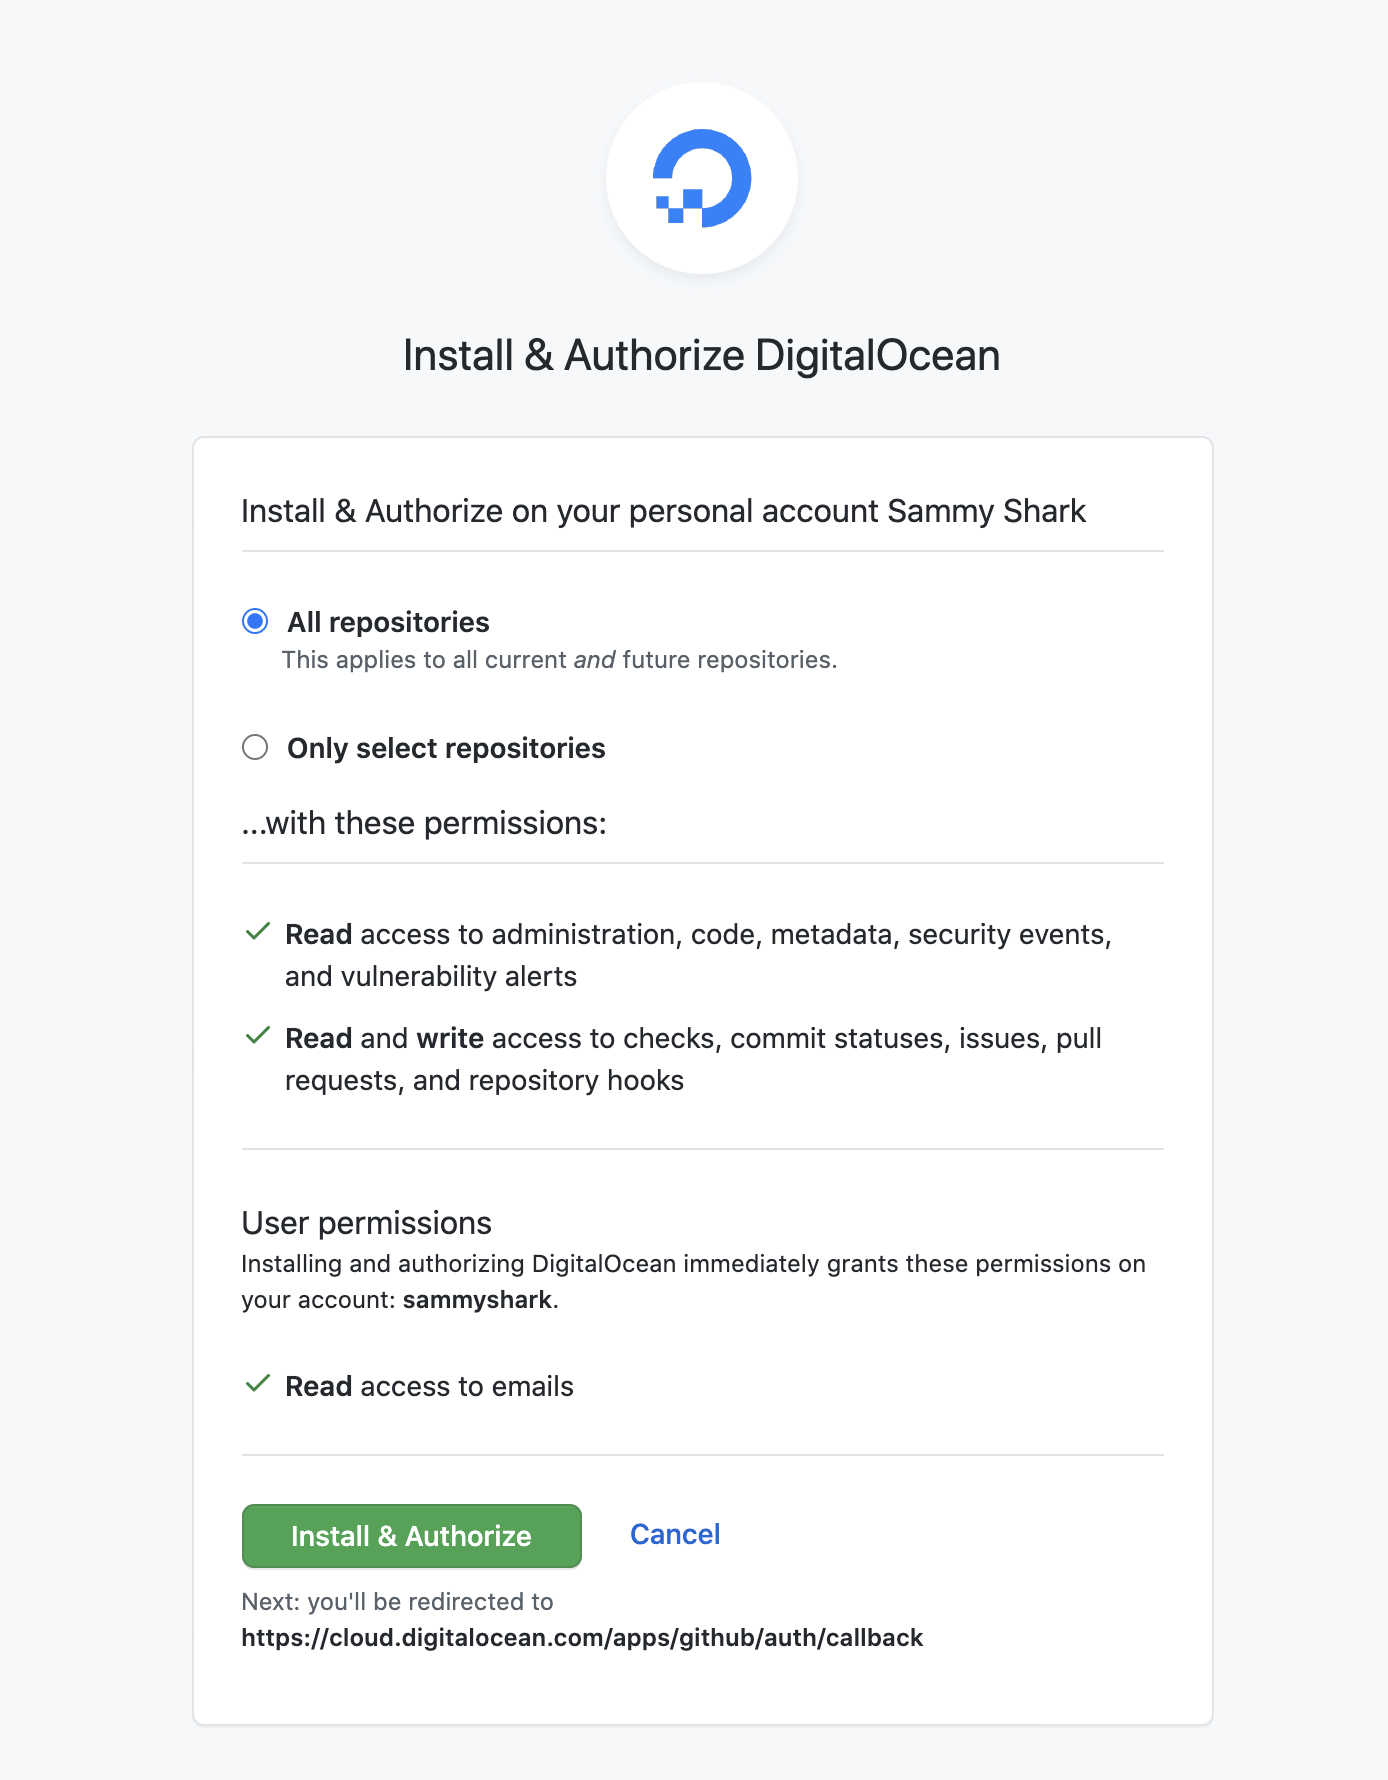 Install & Authorize DigitalOcean
Install & Authorize on your personal account Sammy Shark
All repositories
This applies to all current and future repositories.
Only select repositories
...with these permissions:
Read access to administration, code, metadata, security events,
and vulnerability alerts
Read and write access to checks, commit statuses, issues, pull
requests, and repository hooks
User permissions
Installing and authorizing DigitalOcean immediately grants these permissions on
your account: sammyshark.
Read access to emails
Install & Authorize
Cancel
Next: you'll be redirected to
https://cloud.digitalocean.com/apps/github/auth/callback